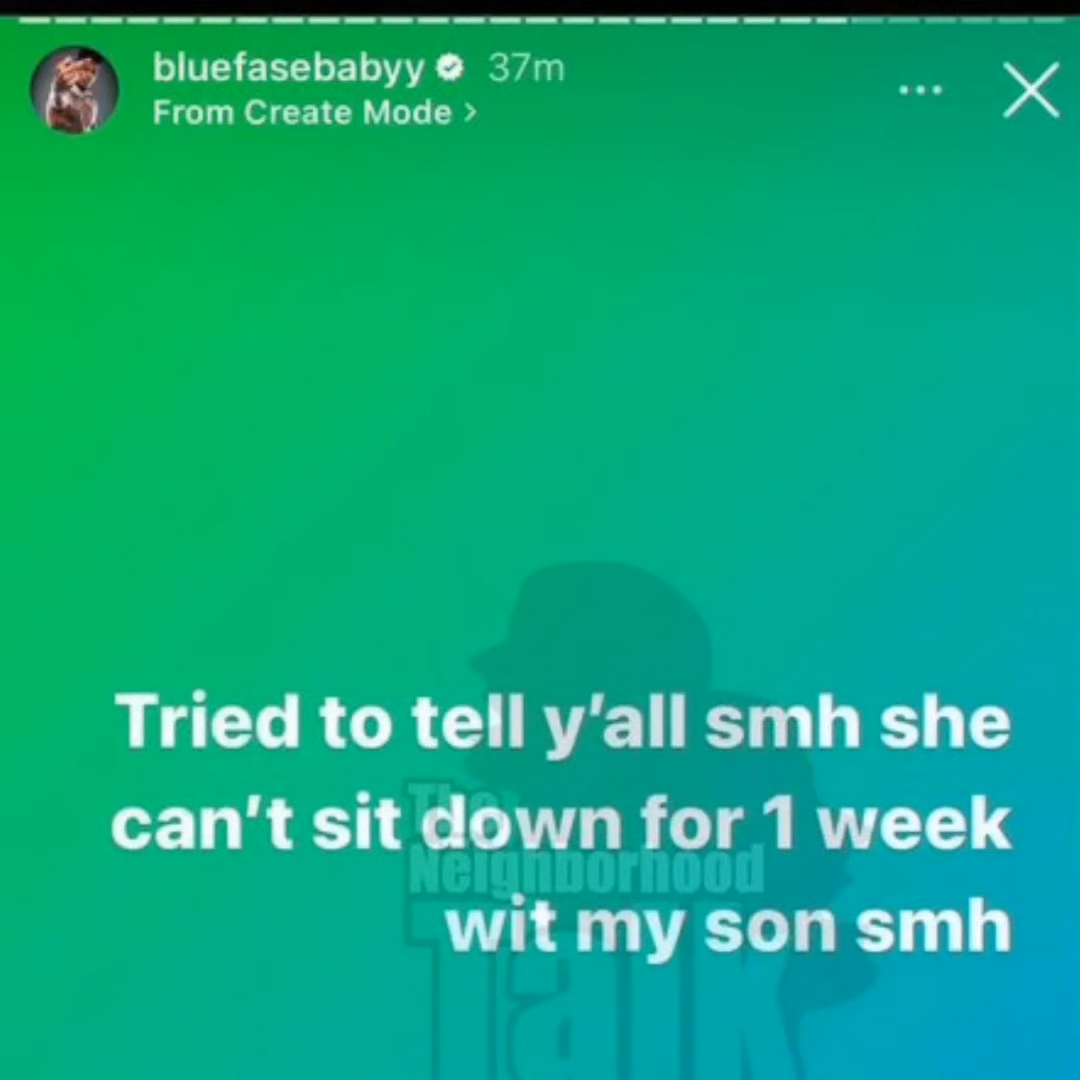 bluefasebabyy 37m
From Create Mode >
Tried to tell y'all smh she
can't sit down for 1 week
wit my son smh
The
Neighborhood
Talk